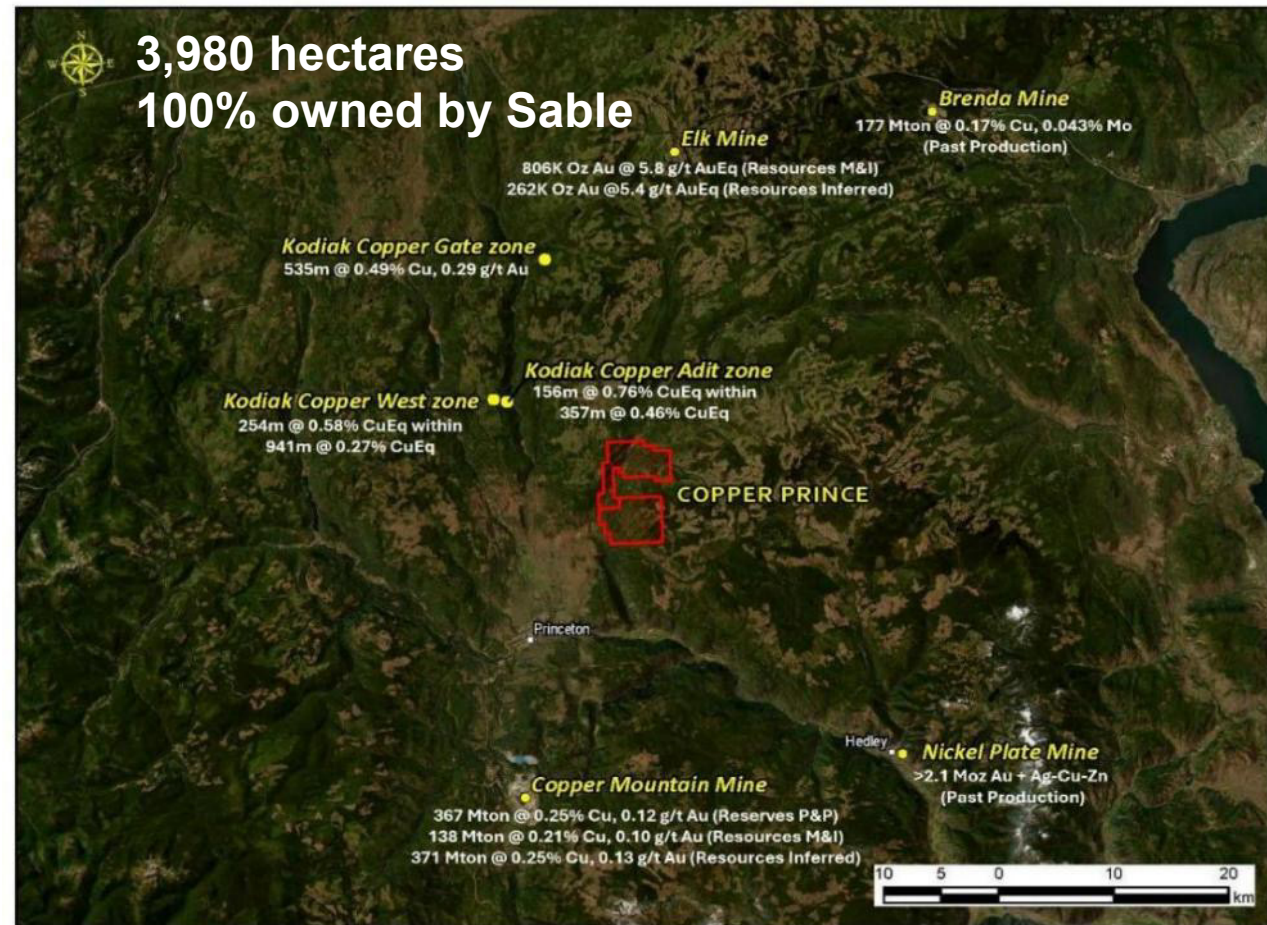 3,980 hectares
100% owned by Sable
N
W E
S
Brenda Mine
177 Mton @ 0.17% Cu, 0.043% Mo
(Past Production)
Elk Mine
806K Oz Au @ 5.8 g/t AuEq (Resources M&I)
262K Oz Au @5.4 g/t AuEq (Resources Inferred)
Kodiak Copper Gate zone
535m @ 0.49% Cu, 0.29 g/t Au
Kodiak Copper Adit zone
156m @ 0.76% CuEq within
357m @ 0.46% CuEq
Kodiak Copper West zone
254m @ 0.58% CuEq within
941m @ 0.27% CuEq
COPPER PRINCE
Princeton
Hedley
Nickel Plate Mine
>2.1 Moz Au + Ag-Cu-Zn
(Past Production)
Copper Mountain Mine
367 Mton @ 0.25% Cu, 0.12 g/t Au (Reserves P&P)
138 Mton @ 0.21% Cu, 0.10 g/t Au (Resources M&I)
371 Mton @ 0.25% Cu, 0.13 g/t Au (Resources Inferred)
10 5 0 10 20
km